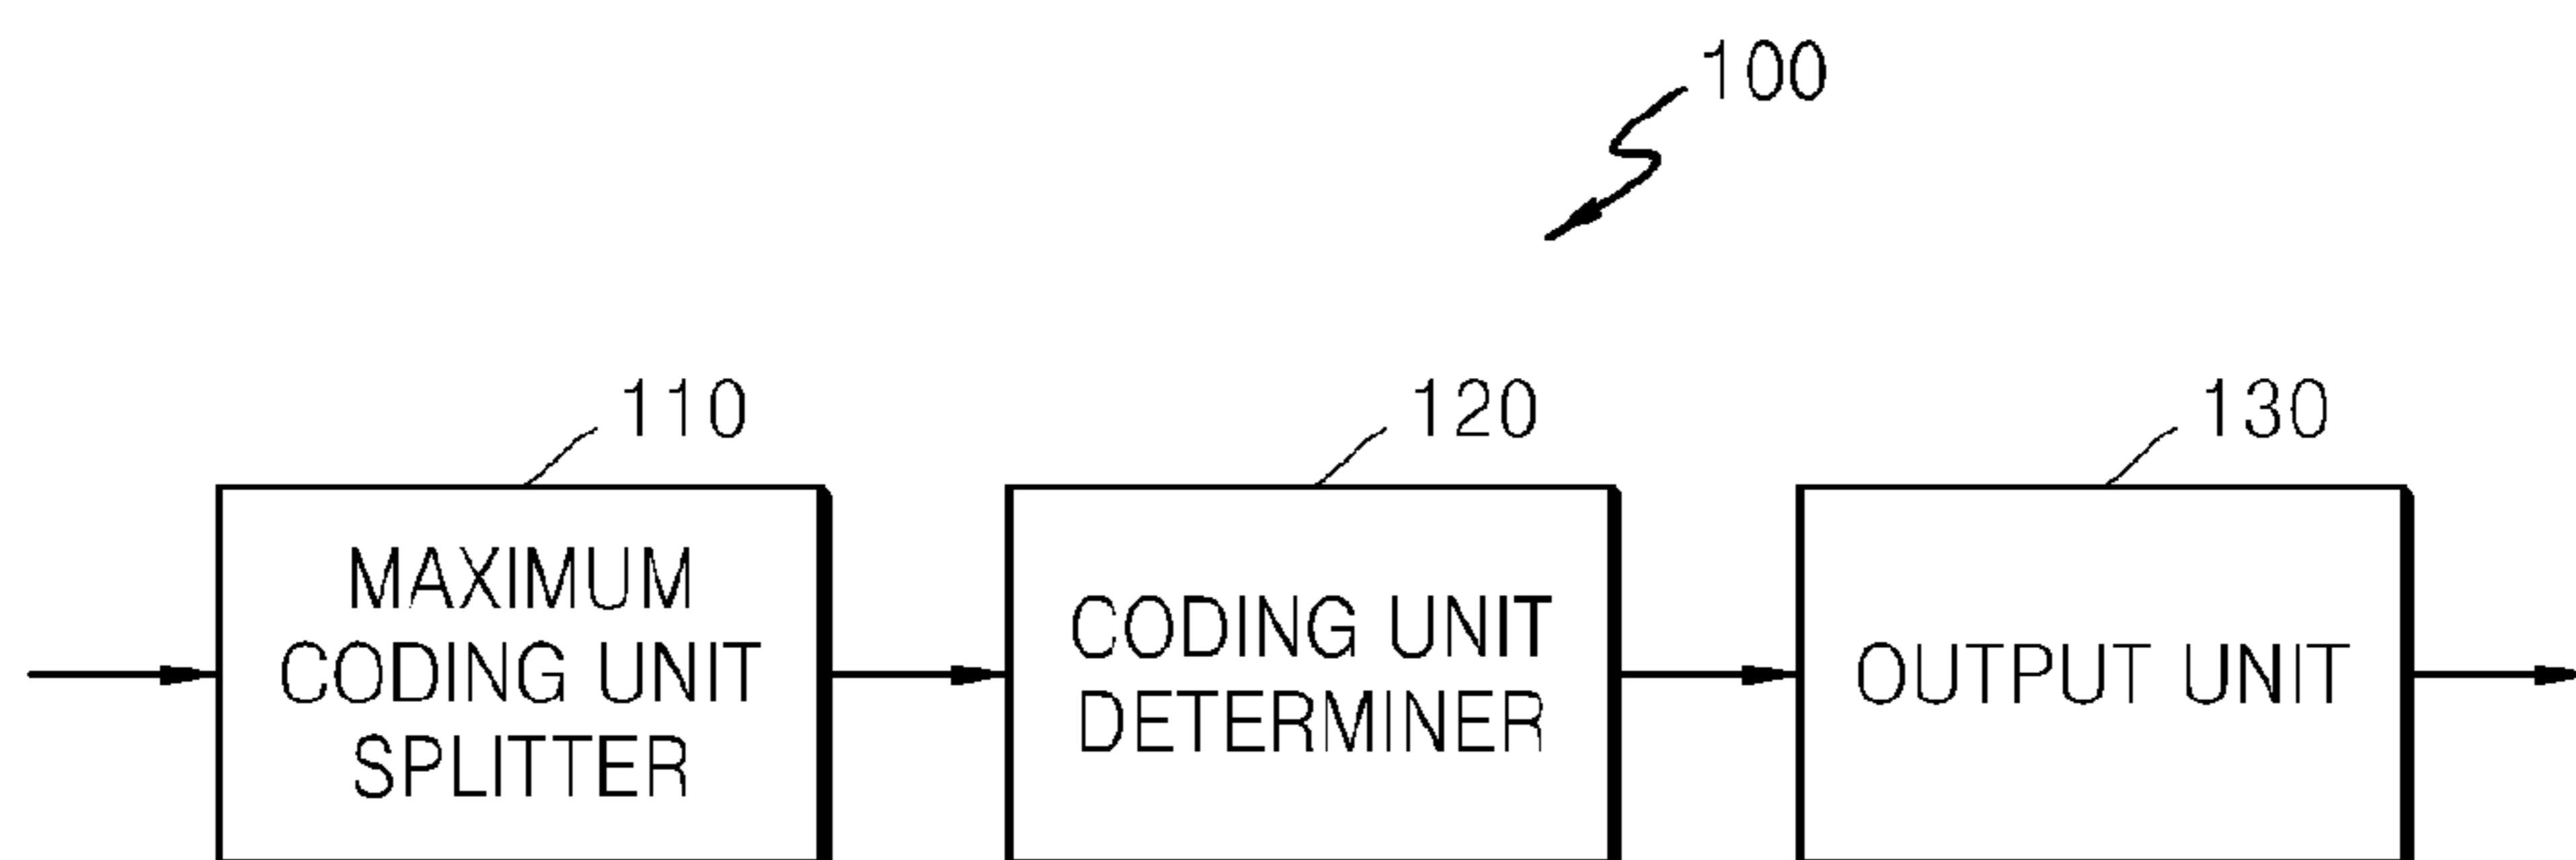 100
110
120
130
MAXIMUM
CODING UNIT
SPLITTER
CODING UNIT
DETERMINER
OUTPUT UNIT